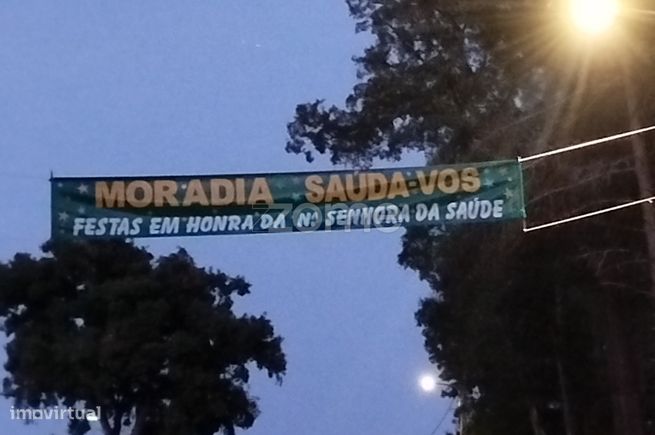 MORADIA SAÚDA-VOS
FESTAS EM HONRA DA Nª SENHORA DA SAÚDE
imovirtual